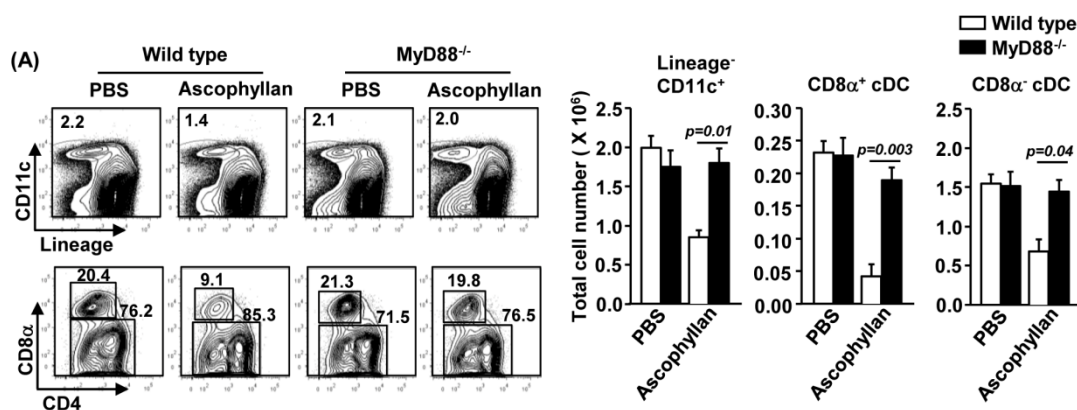 (A)
Wild type
MyD88⁻/⁻
PBS
Ascophyllan
PBS
Ascophyllan
2.2
1.4
2.1
2.0
CD11c
Lineage
20.4
76.2
9.1
85.3
21.3
71.5
19.8
76.5
CD8α
CD4
Wild type
MyD88⁻/⁻
Total cell number ( X 10⁶)
Lineage⁻
CD11c⁺
2.5
2.0
1.5
1.0
0.5
0.0
p=0.01
PBS
Ascophyllan
CD8α⁺ cDC
0.30
0.25
0.20
0.15
0.10
0.05
0.00
p=0.003
PBS
Ascophyllan
CD8α⁻ cDC
2.5
2.0
1.5
1.0
0.5
0.0
p=0.04
PBS
Ascophyllan